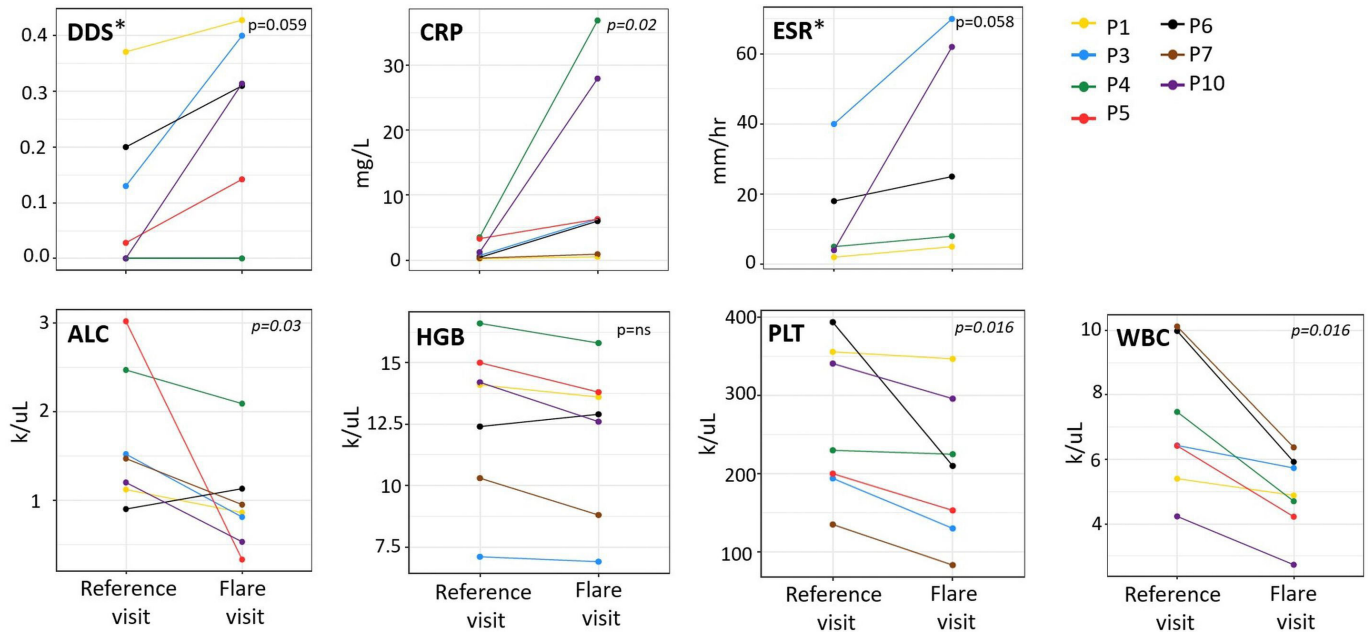 DDS*
p=0.059
0.4
0.3
0.2
0.1
0.0
CRP
p=0.02
mg/L
30
20
10
0
ESR*
p=0.058
mm/hr
60
40
20
0
P1
P3
P4
P5
P6
P7
P10
ALC
p=0.03
k/uL
3
2
1
Reference
visit
Flare
visit
HGB
p=ns
k/uL
15
12.5
10
7.5
Reference
visit
Flare
visit
PLT
p=0.016
k/uL
400
300
200
100
Reference
visit
Flare
visit
WBC
p=0.016
k/uL
10
8
6
4
Reference
visit
Flare
visit